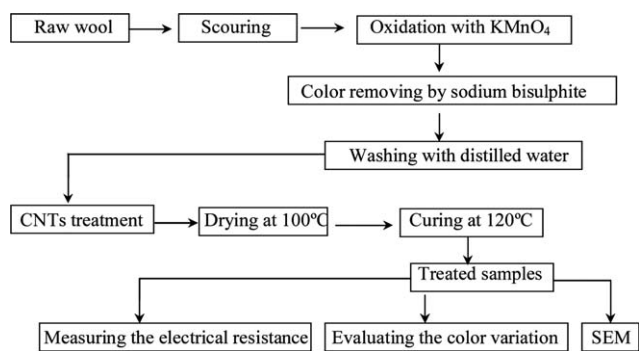 Raw wool
Scouring
Oxidation with KMnO₄
Color removing by sodium bisulphite
Washing with distilled water
CNTs treatment
Drying at 100ºC
Curing at 120ºC
Treated samples
Measuring the electrical resistance
Evaluating the color variation
SEM